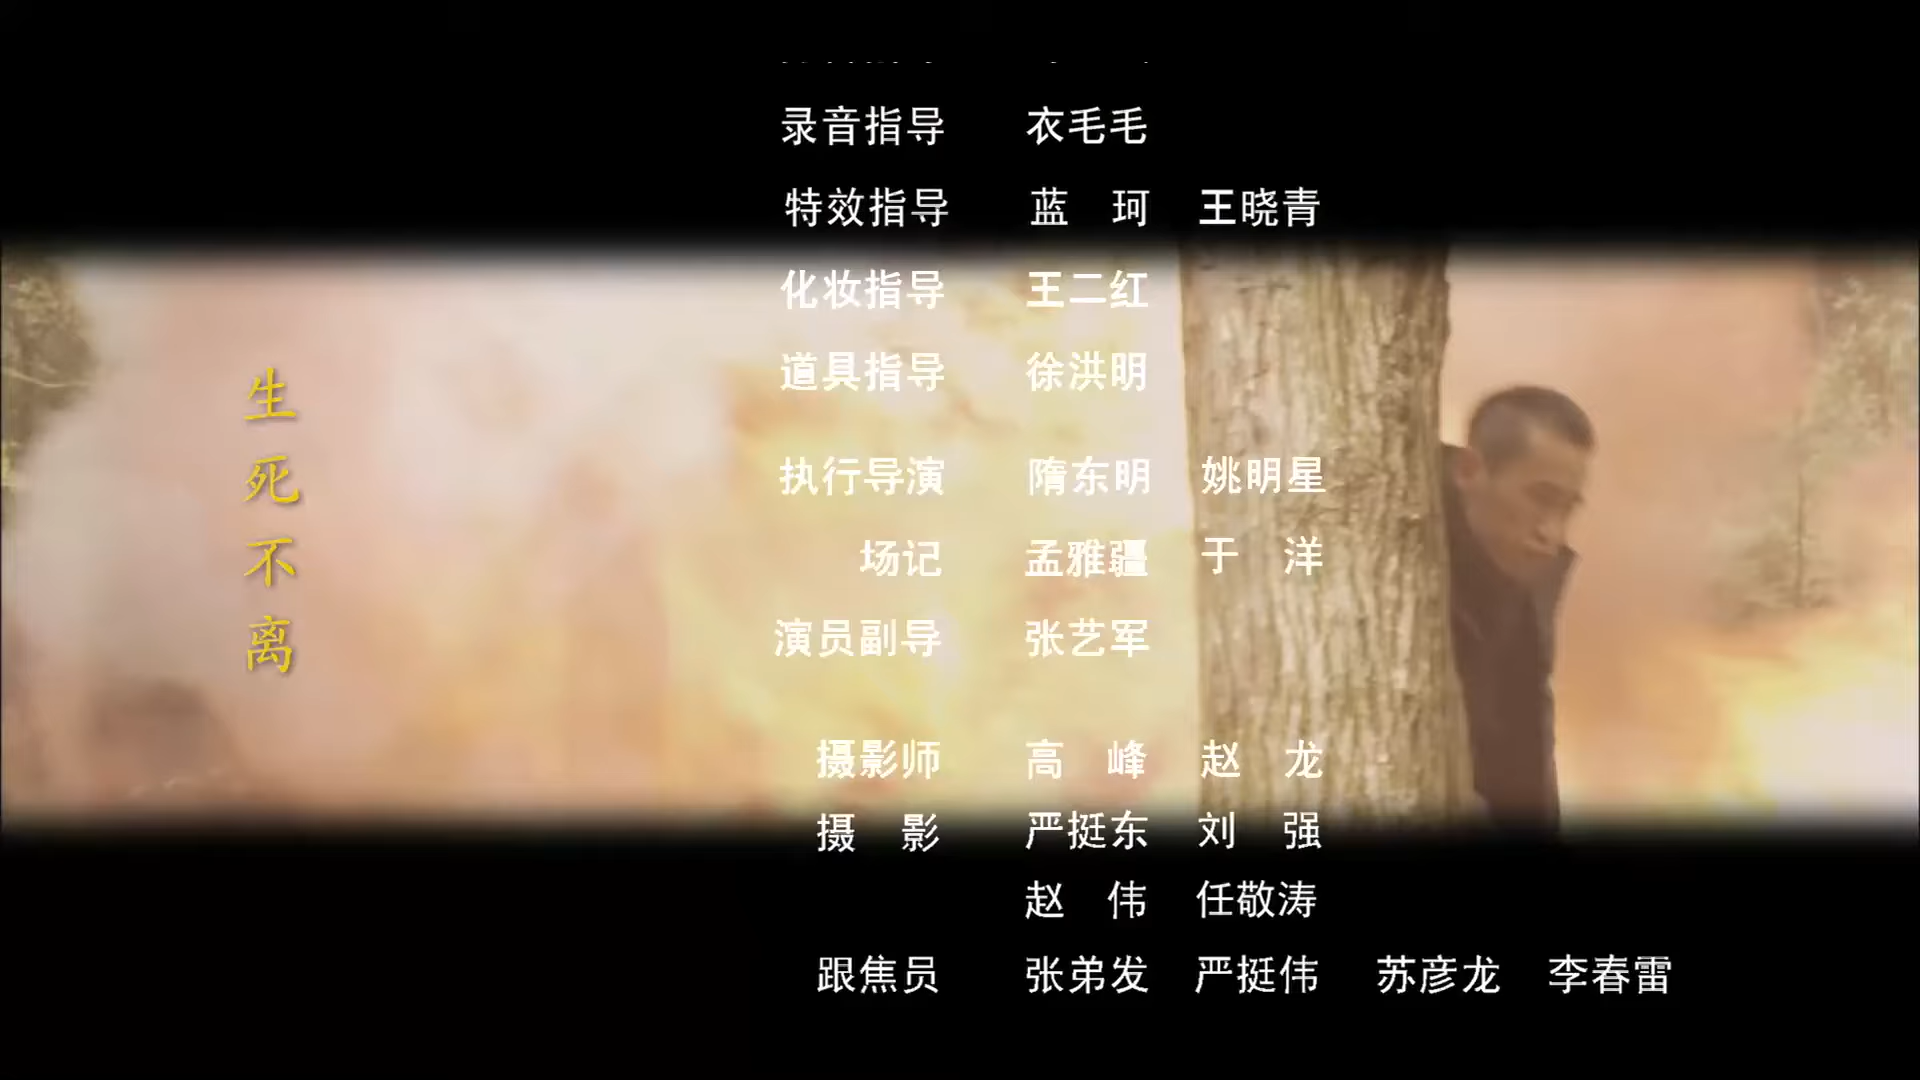 录音指导 衣毛毛
特效指导 蓝 珂 王晓青
化妆指导 王二红
道具指导 徐洪明
执行导演 隋东明 姚明星
场记 孟雅疆 于 洋
演员副导 张艺军
摄影师 高 峰 赵 龙
摄 影 严挺东 刘 强
赵 伟 任敬涛
跟焦员 张弟发 严挺伟 苏彦龙 李春雷
生死不离